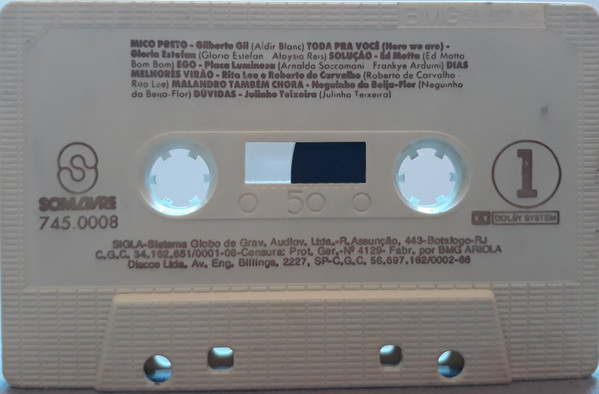 BMG
MICO PRETO - Gilberto Gil (Aldir Blanc) TODA PRA VOCÊ (Here we are) -
Gloria Estefan (Gloria Estefan Aloysio Reis) SOLUÇÃO - Ed Motta (Ed Motta
Bom Bom) EGO - Placa Luminosa (Arnaldo Saccomani Frankye Arduini) DIAS
MELHORES VIRÃO - Rita Lee e Roberto de Carvalho (Roberto de Carvalho
Rita Lee) MALANDRO TAMBÉM CHORA - Neguinho da Beija-Flor (Neguinho
da Beija-Flor) DÚVIDAS - Julinho Teixeira (Julinho Teixeira)
SOM LIVRE
745.0008
50
1
DOLBY SYSTEM
SIGLA-Sistema Globo de Grav. Audiov. Ltda.-R.Assunção, 443-Botafogo-RJ
C.G.C. 34.162.651/0001-08-Censura: Prot. Ger.-Nº 4129- Fabr. por BMG ARIOLA
Discos Ltda. Av. Eng. Billings, 2227, SP-C.G.C. 56.697.162/0002-66